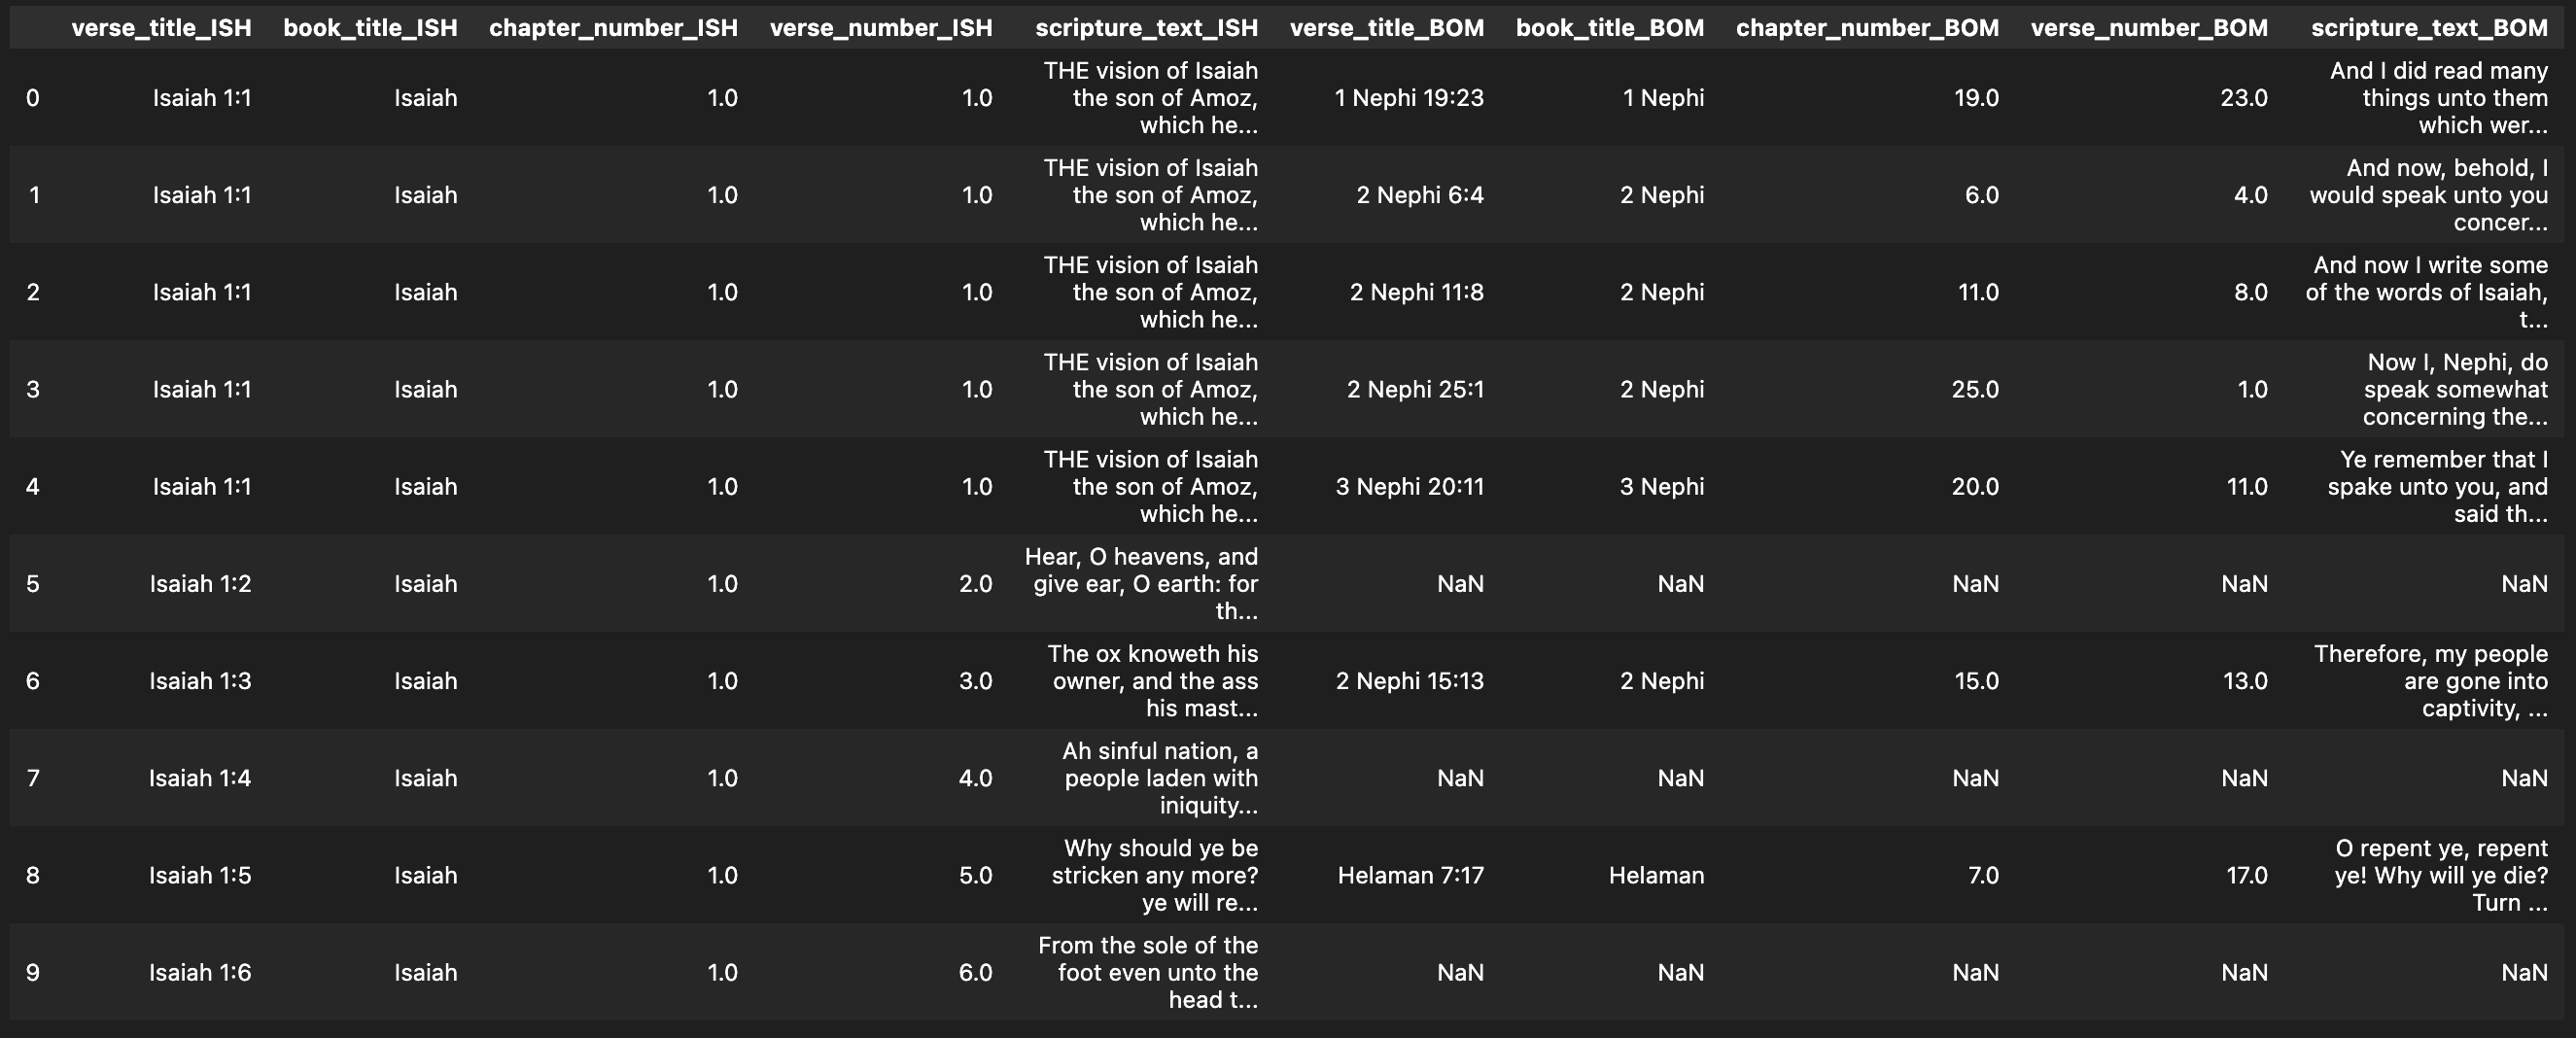 verse_title_ISH book_title_ISH chapter_number_ISH verse_number_ISH scripture_text_ISH verse_title_BOM book_title_BOM chapter_number_BOM verse_number_BOM scripture_text_BOM
0 Isaiah 1:1 Isaiah 1.0 1.0 THE vision of Isaiah the son of Amoz, which he... 1 Nephi 19:23 1 Nephi 19.0 23.0 And I did read many things unto them which wer...
1 Isaiah 1:1 Isaiah 1.0 1.0 THE vision of Isaiah the son of Amoz, which he... 2 Nephi 6:4 2 Nephi 6.0 4.0 And now, behold, I would speak unto you concer...
2 Isaiah 1:1 Isaiah 1.0 1.0 THE vision of Isaiah the son of Amoz, which he... 2 Nephi 11:8 2 Nephi 11.0 8.0 And now I write some of the words of Isaiah, t...
3 Isaiah 1:1 Isaiah 1.0 1.0 THE vision of Isaiah the son of Amoz, which he... 2 Nephi 25:1 2 Nephi 25.0 1.0 Now I, Nephi, do speak somewhat concerning the...
4 Isaiah 1:1 Isaiah 1.0 1.0 THE vision of Isaiah the son of Amoz, which he... 3 Nephi 20:11 3 Nephi 20.0 11.0 Ye remember that I spake unto you, and said th...
5 Isaiah 1:2 Isaiah 1.0 2.0 Hear, O heavens, and give ear, O earth: for th... NaN NaN NaN NaN NaN
6 Isaiah 1:3 Isaiah 1.0 3.0 The ox knoweth his owner, and the ass his mast... 2 Nephi 15:13 2 Nephi 15.0 13.0 Therefore, my people are gone into captivity, ...
7 Isaiah 1:4 Isaiah 1.0 4.0 Ah sinful nation, a people laden with iniquity... NaN NaN NaN NaN NaN
8 Isaiah 1:5 Isaiah 1.0 5.0 Why should ye be stricken any more? ye will re... Helaman 7:17 Helaman 7.0 17.0 O repent ye, repent ye! Why will ye die? Turn ...
9 Isaiah 1:6 Isaiah 1.0 6.0 From the sole of the foot even unto the head t... NaN NaN NaN NaN NaN